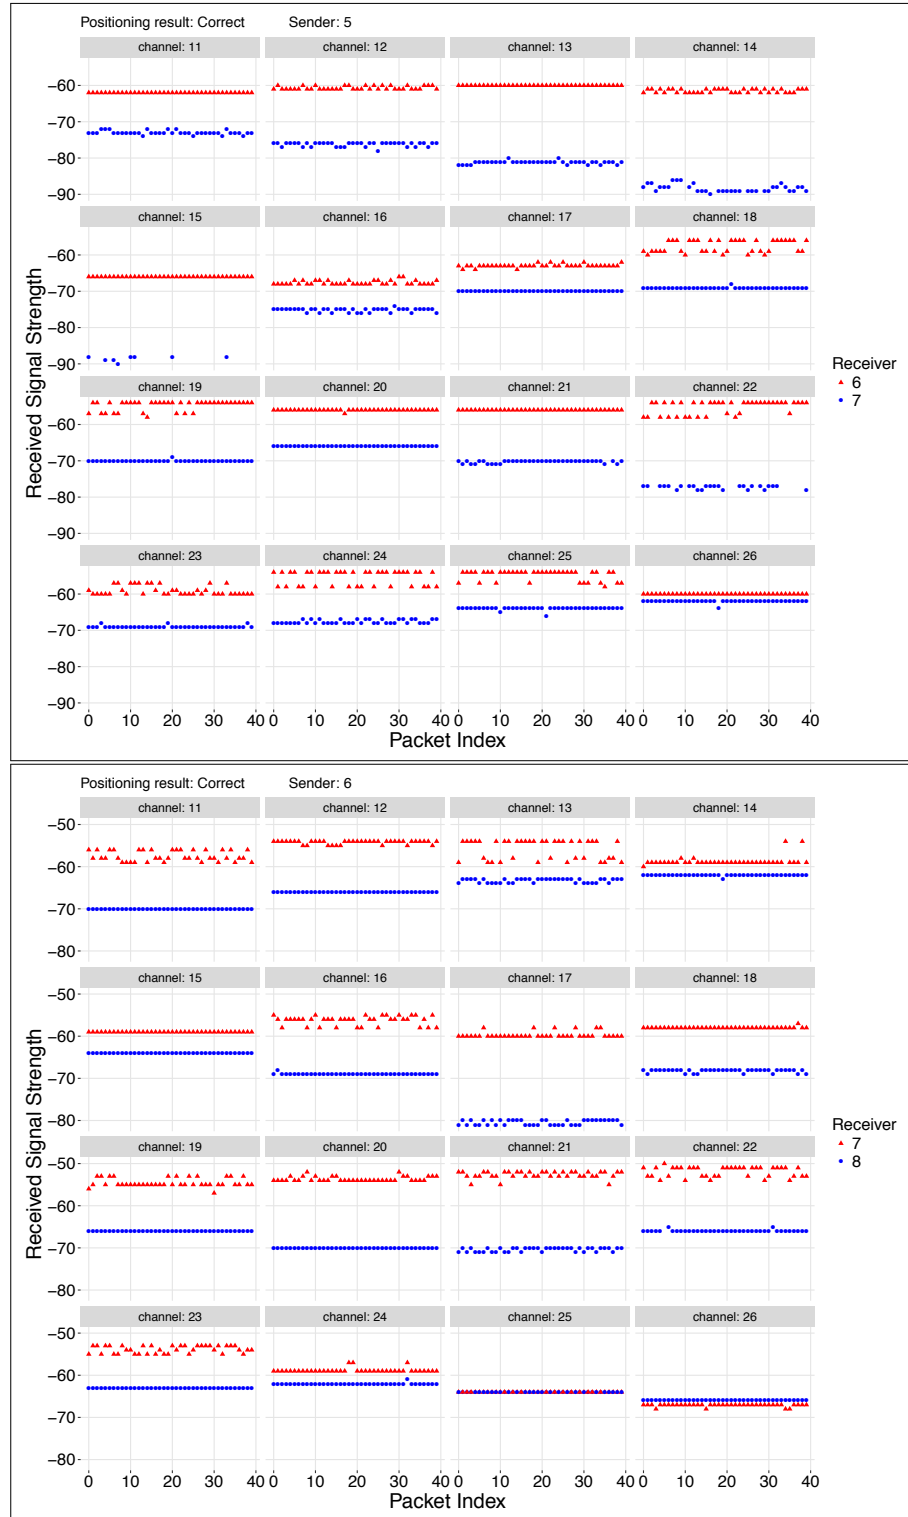 Positioning result: Correct Sender: 5
channel: 11 channel: 12 channel: 13 channel: 14
−60
−70
−80
−90
channel: 15 channel: 16 channel: 17 channel: 18
−60
−70
−80
−90
channel: 19 channel: 20 channel: 21 channel: 22
−60
−70
−80
−90
channel: 23 channel: 24 channel: 25 channel: 26
−60
−70
−80
−90
0 10 20 30 40 0 10 20 30 40 0 10 20 30 40 0 10 20 30 40
Packet Index
Received Signal Strength
Receiver
6
7
Positioning result: Correct Sender: 6
channel: 11 channel: 12 channel: 13 channel: 14
−50
−60
−70
−80
channel: 15 channel: 16 channel: 17 channel: 18
−50
−60
−70
−80
channel: 19 channel: 20 channel: 21 channel: 22
−50
−60
−70
−80
channel: 23 channel: 24 channel: 25 channel: 26
−50
−60
−70
−80
0 10 20 30 40 0 10 20 30 40 0 10 20 30 40 0 10 20 30 40
Packet Index
Received Signal Strength
Receiver
7
8